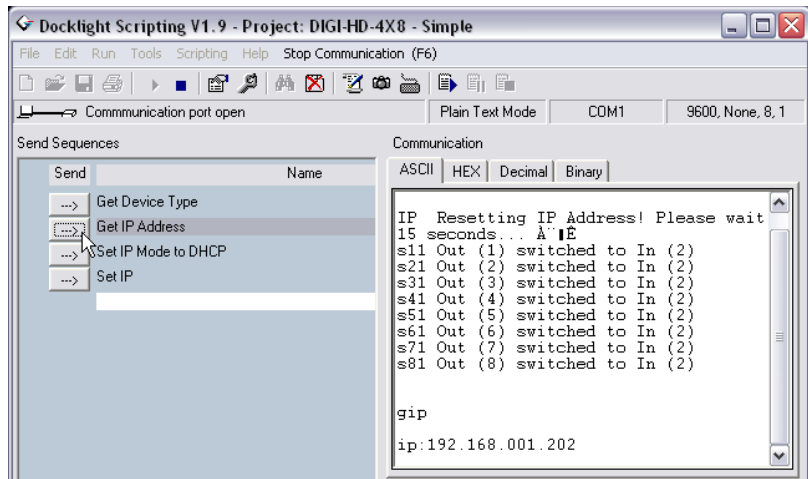 Docklight Scripting V1.9 - Project: DIGI-HD-4X8 - Simple
File Edit Run Tools Scripting Help Stop Communication (F6)
Commmunication port open Plain Text Mode COM1 9600, None, 8, 1
Send Sequences
Send Name
---> Get Device Type
---> Get IP Address
---> Set IP Mode to DHCP
---> Set IP
Communication
ASCII HEX Decimal Binary
IP Resetting IP Address! Please wait
15 seconds...
s11 Out (1) switched to In (2)
s21 Out (2) switched to In (2)
s31 Out (3) switched to In (2)
s41 Out (4) switched to In (2)
s51 Out (5) switched to In (2)
s61 Out (6) switched to In (2)
s71 Out (7) switched to In (2)
s81 Out (8) switched to In (2)
gip
ip:192.168.001.202